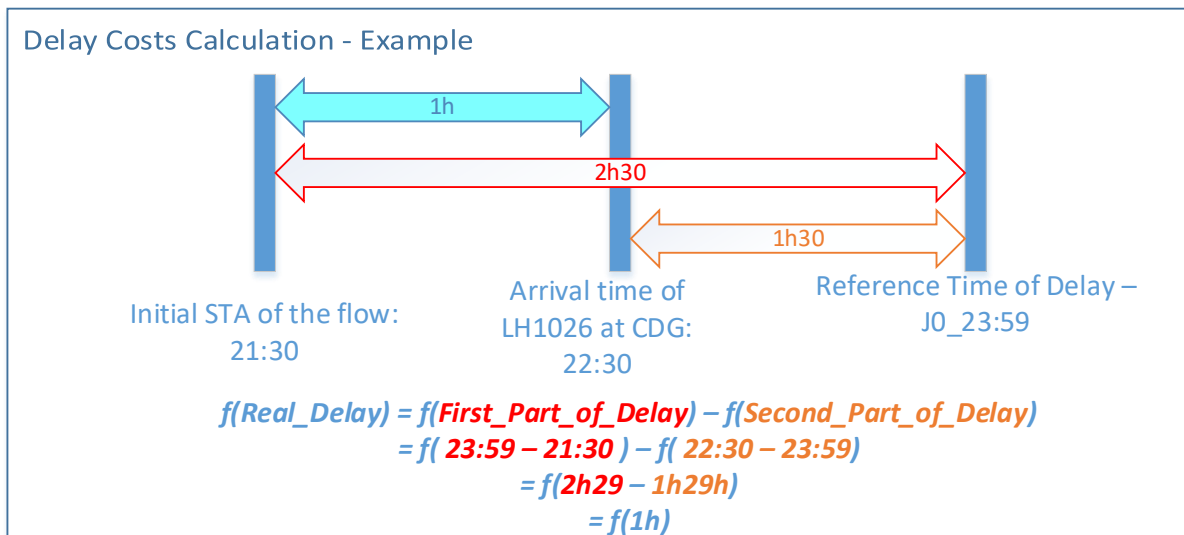 Delay Costs Calculation - Example
1h
2h30
1h30
Initial STA of the flow:
21:30
Arrival time of
LH1026 at CDG:
22:30
Reference Time of Delay –
J0_23:59
f(Real_Delay) = f(First_Part_of_Delay) – f(Second_Part_of_Delay)
= f( 23:59 – 21:30 ) – f( 22:30 – 23:59)
= f(2h29 – 1h29h)
= f(1h)